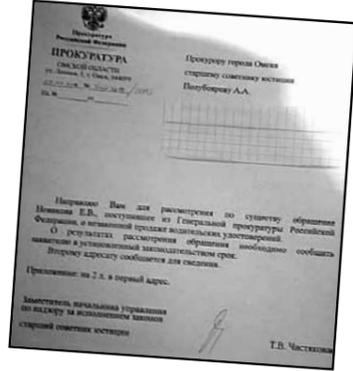 Прокуратура
Российской Федерации
ПРОКУРАТУРА
ОМСКОЙ ОБЛАСТИ
Прокурору города Омска
старшему советнику юстиции
Полубоярову А.А.
Направляю Вам для рассмотрения по существу обращение
Новикова Е.В., поступившее из Генеральной прокуратуры Российской
Федерации, о незаконной продаже водительских удостоверений.
О результатах рассмотрения обращения необходимо сообщить
заявителю в установленный законодательством срок.
Второму адресату сообщается для сведения.
Приложение: на 2 л. в первый адрес.
Заместитель начальника управления
по надзору за исполнением законов
старший советник юстиции
Т.В. Чистякова